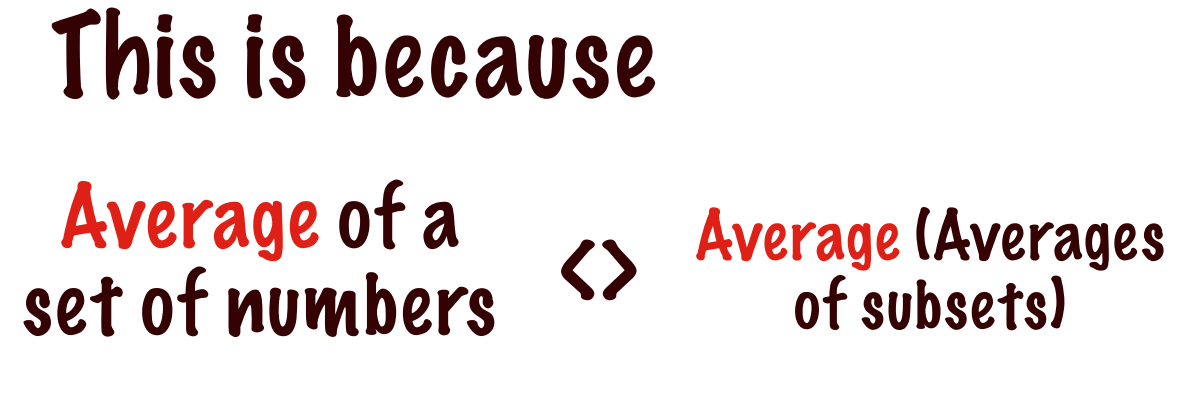 This is because
Average of a
set of numbers
<>
Average (Averages
of subsets)